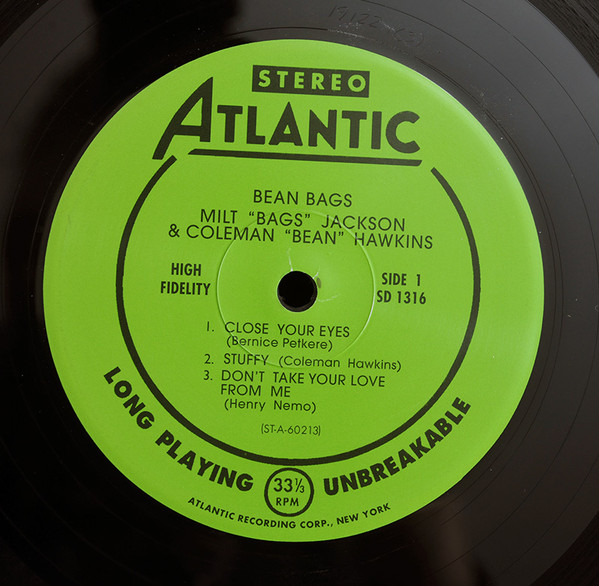 STEREO
ATLANTIC
BEAN BAGS
MILT "BAGS" JACKSON
& COLEMAN "BEAN" HAWKINS
HIGH
FIDELITY
SIDE 1
SD 1316
1. CLOSE YOUR EYES
(Bernice Petkere)
2. STUFFY (Coleman Hawkins)
3. DON'T TAKE YOUR LOVE
FROM ME
(Henry Nemo)
(ST-A-60213)
LONG PLAYING
33⅓
RPM
UNBREAKABLE
ATLANTIC RECORDING CORP., NEW YORK